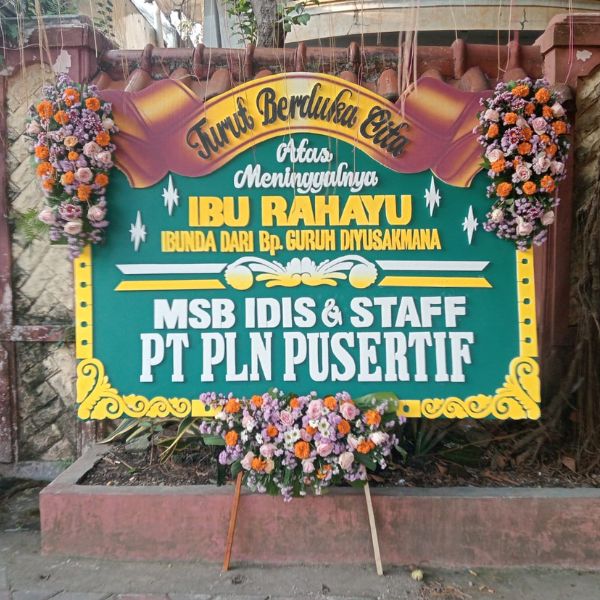 Turut Berduka Cita
Atas
Meninggalnya
IBU RAHAYU
IBUNDA DARI Bp. GURUH DIYUSAKMANA
MSB IDIS & STAFF
PT PLN PUSERTIF